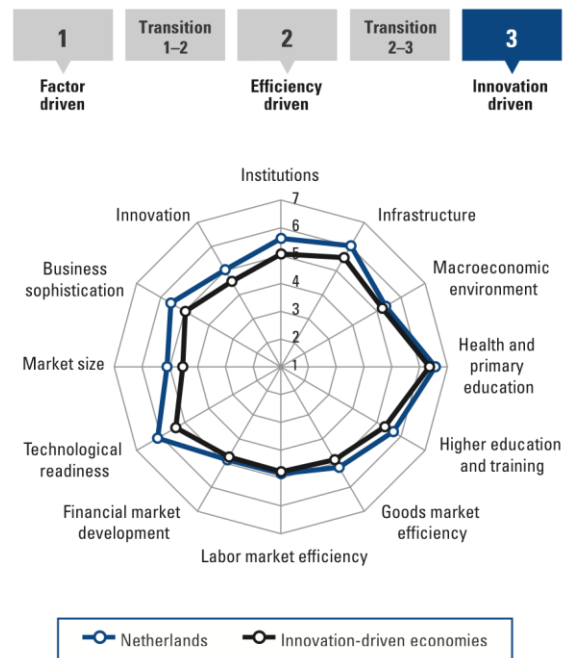 1
Transition
1–2
2
Transition
2–3
3
Factor
driven
Efficiency
driven
Innovation
driven
Institutions
7
Innovation
Infrastructure
6
5
Business
sophistication
Macroeconomic
environment
4
3
2
Market size
1
Health and
primary
education
Technological
readiness
Higher education
and training
Financial market
development
Goods market
efficiency
Labor market efficiency
Netherlands
Innovation-driven economies